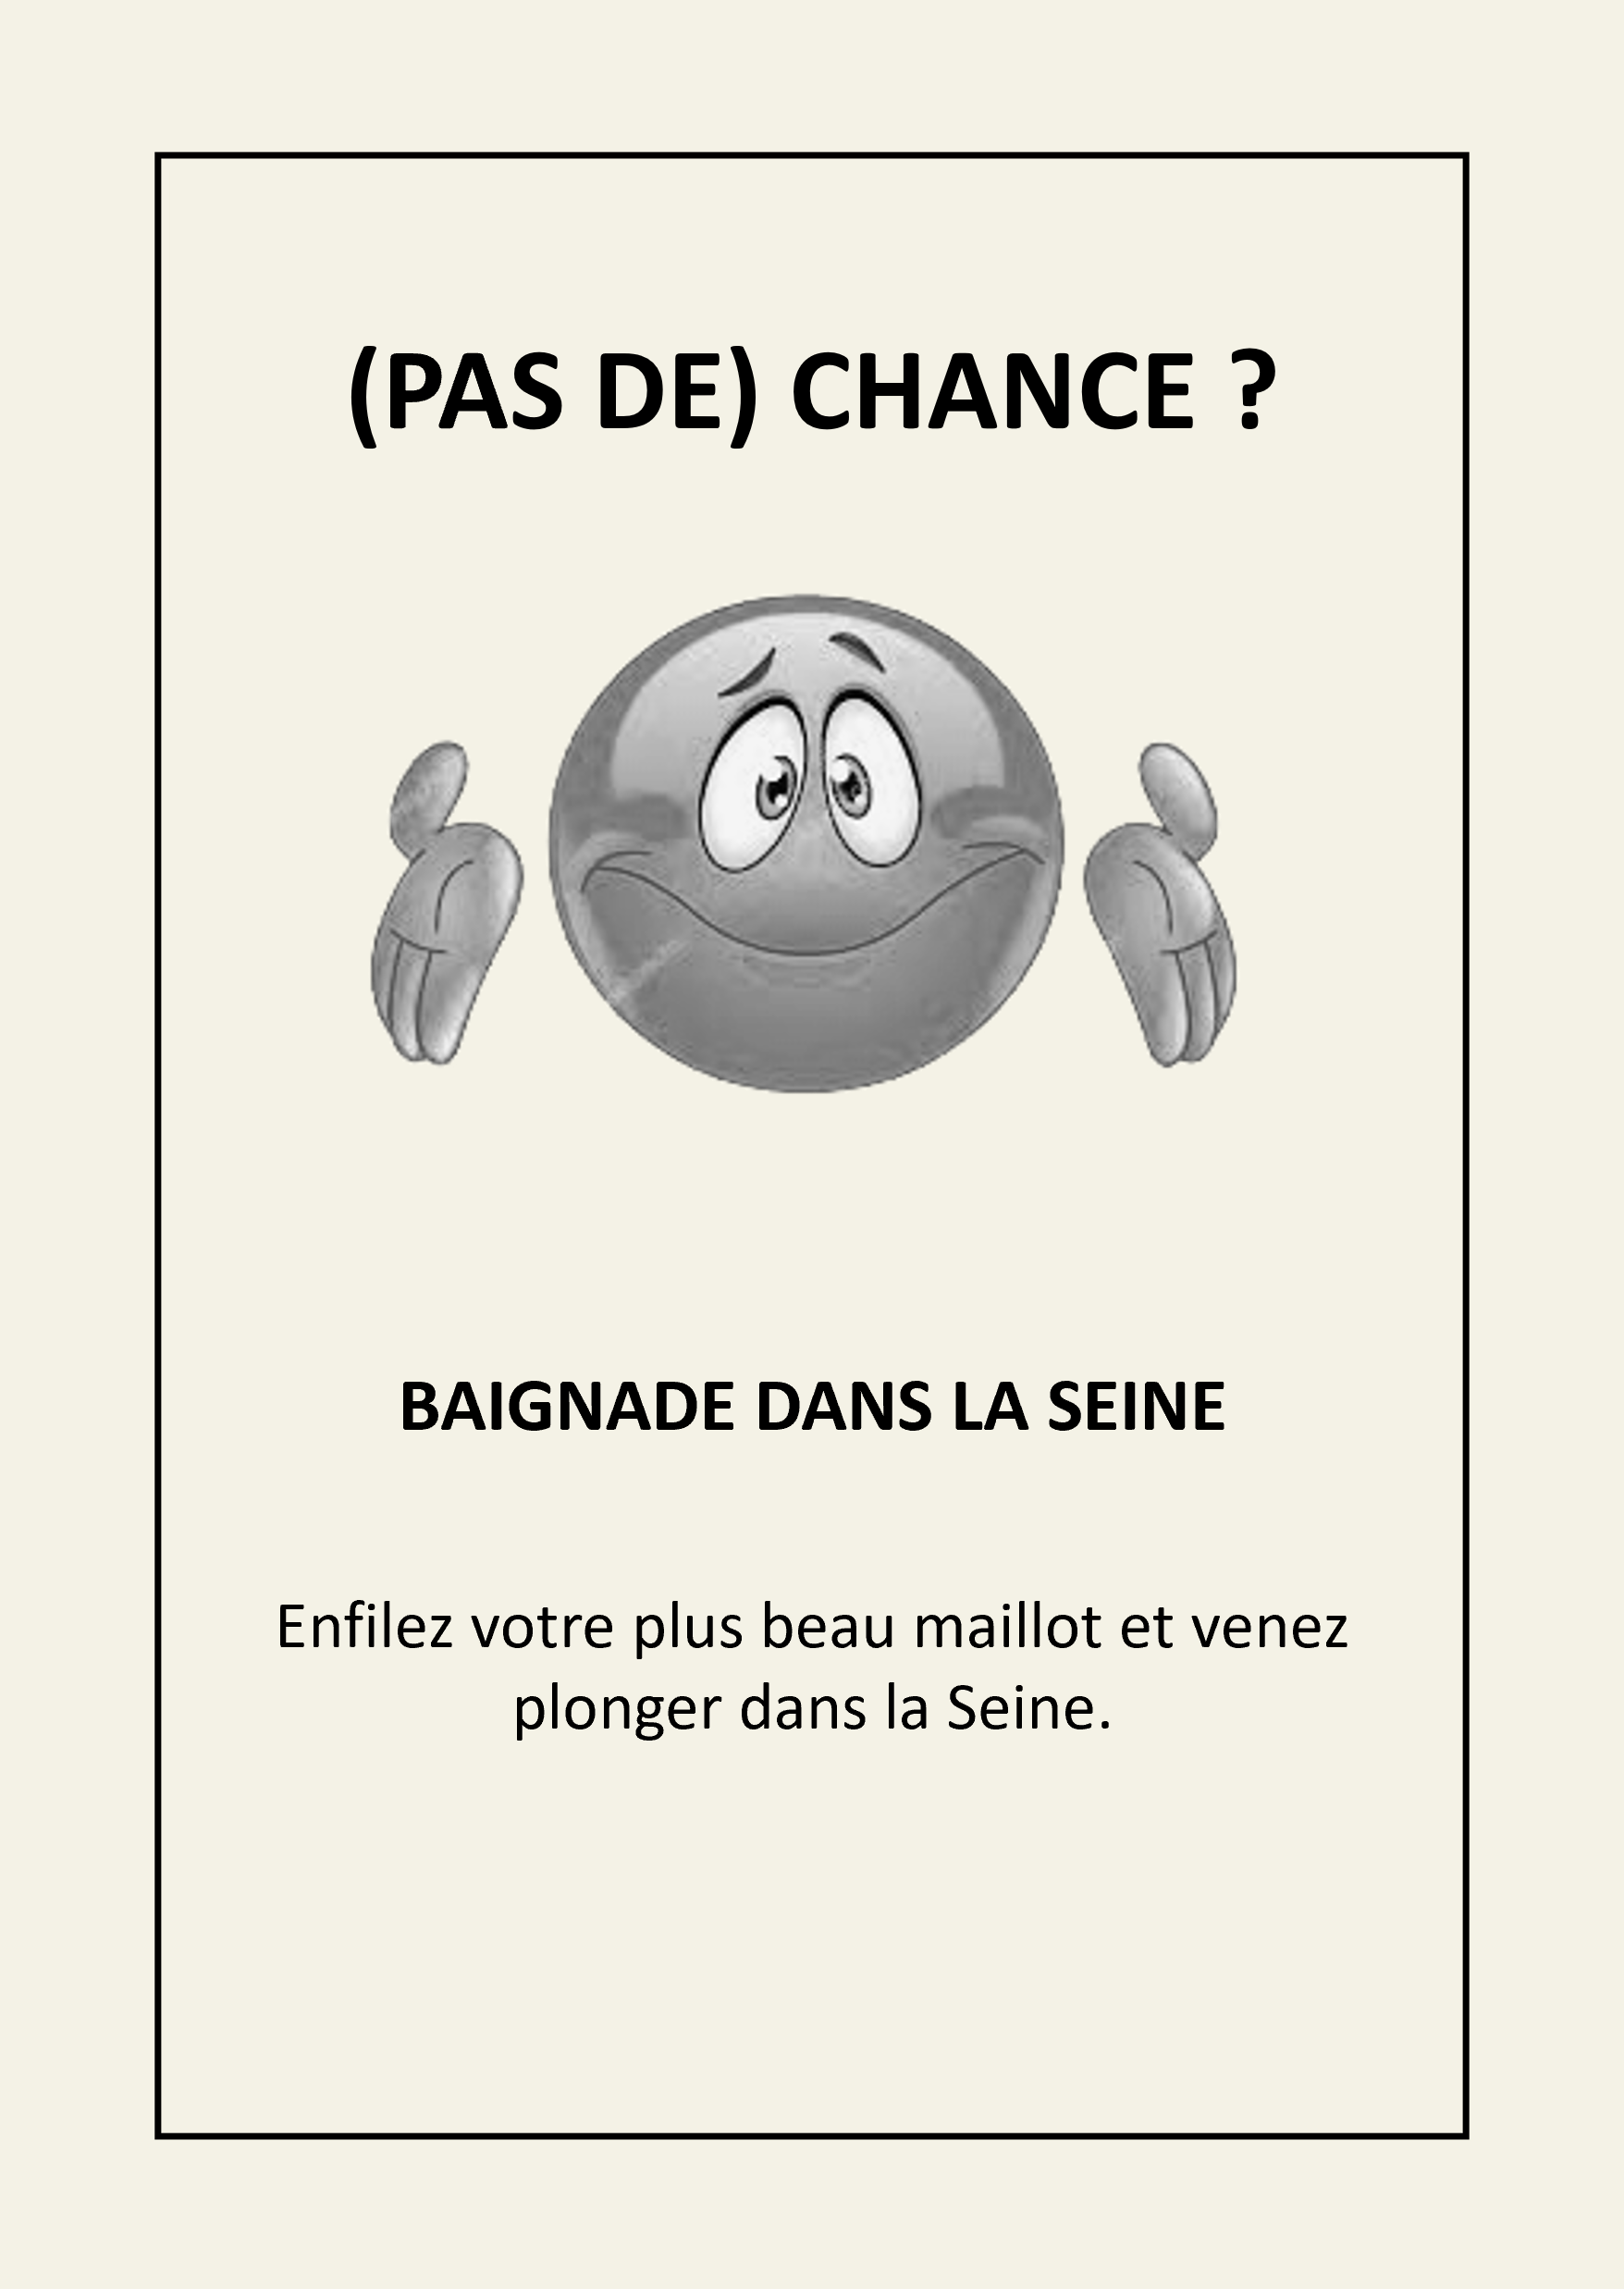 (PAS DE) CHANCE ?
BAIGNADE DANS LA SEINE
Enfilez votre plus beau maillot et venez
plonger dans la Seine.